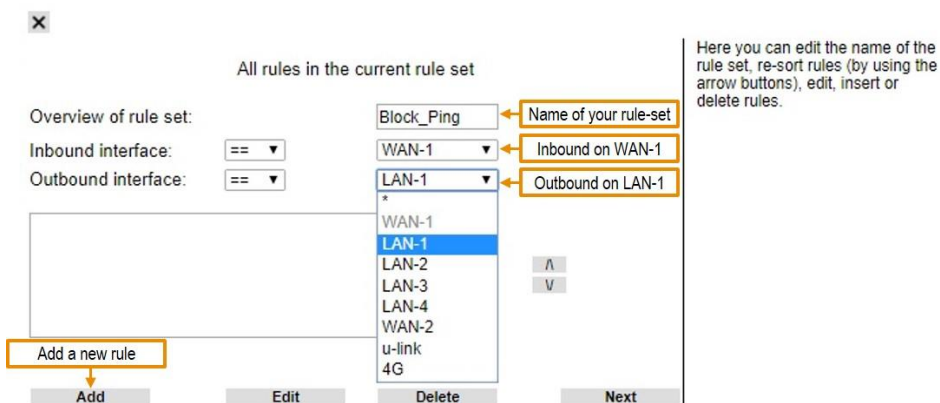 All rules in the current rule set
Overview of rule set: Block_Ping Name of your rule-set
Inbound interface: == ▼ WAN-1 ▼ Inbound on WAN-1
Outbound interface: == ▼ LAN-1 ▼ Outbound on LAN-1
*
WAN-1
LAN-1
LAN-2
LAN-3
LAN-4
WAN-2
u-link
4G
/\
\/
Add a new rule
Add Edit Delete Next
Here you can edit the name of the
rule set, re-sort rules (by using the
arrow buttons), edit, insert or
delete rules.